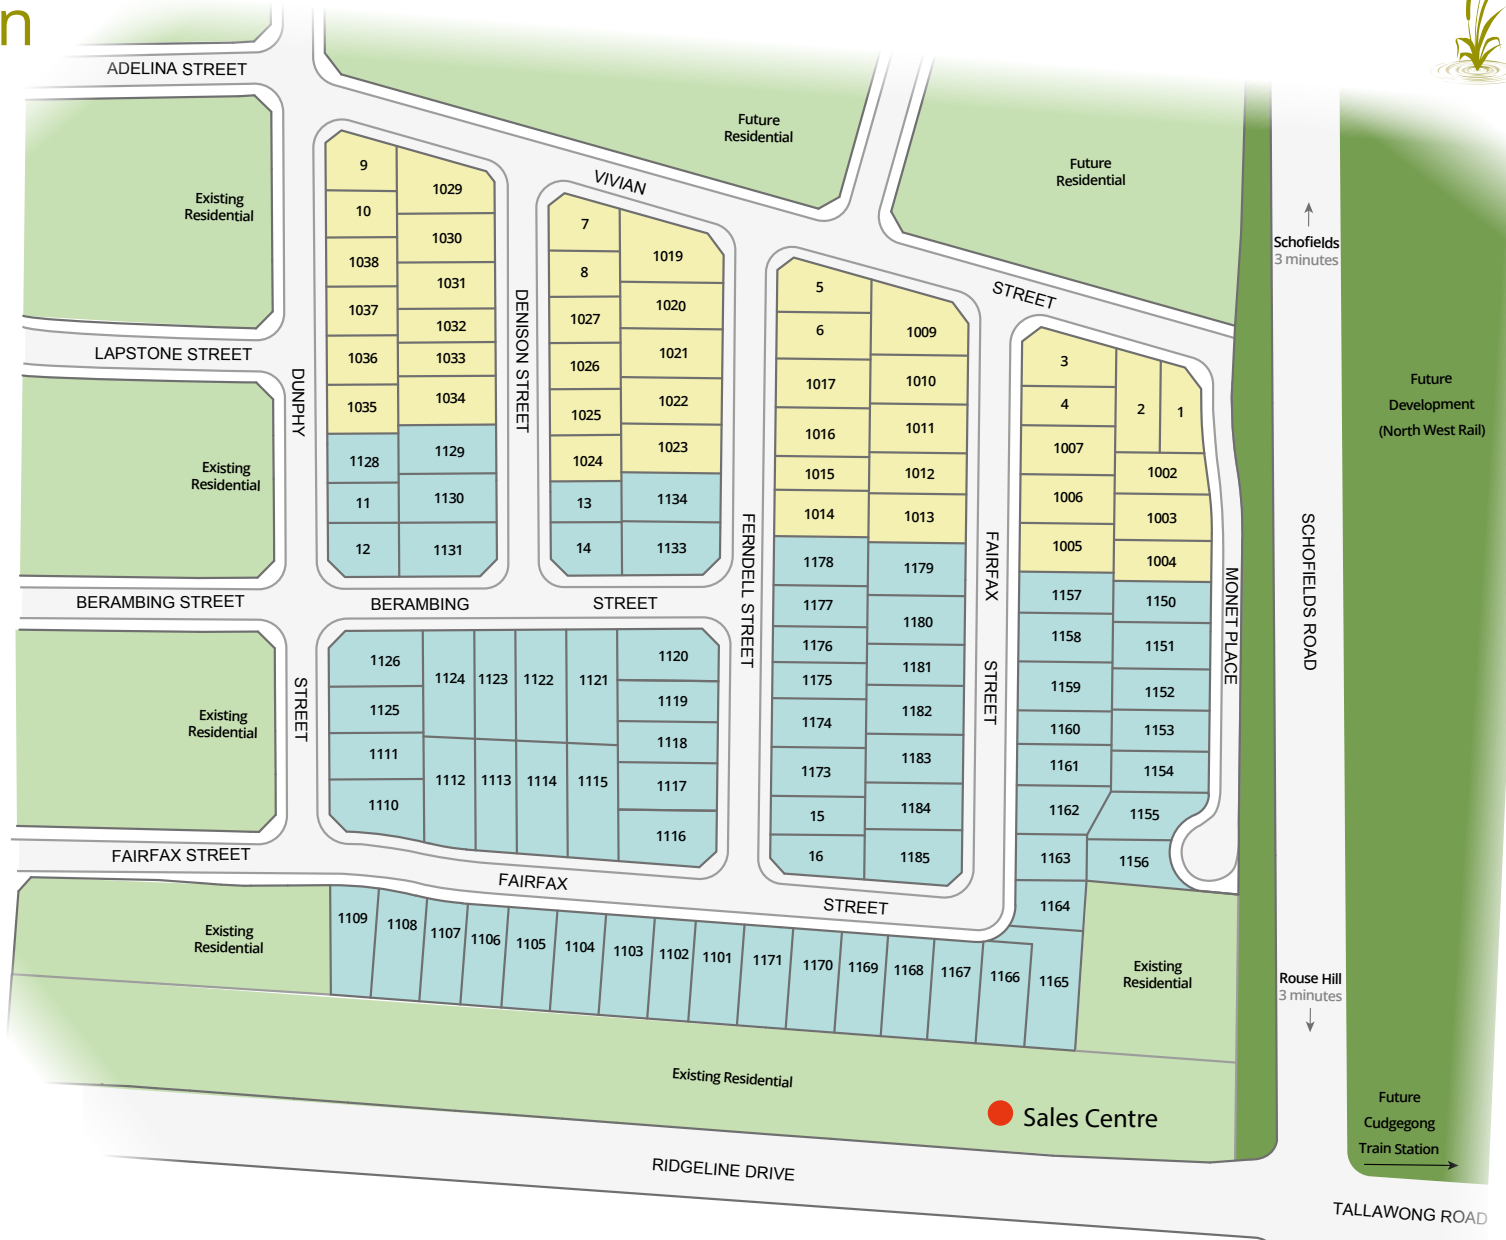 n
ADELINA STREET
Future
Residential
Future
Residential
Existing
Residential
VIVIAN
STREET
Schofields
3 minutes
9
1029
10
1030
1038
1031
1037
1032
1036
1033
1035
1034
1128
1129
11
1130
12
1131
7
1019
8
1020
1027
1021
1026
1022
1025
1023
1024
13
1134
14
1133
5
1009
6
1010
1017
1011
1016
1012
1015
1013
1014
1178
1179
1177
1180
1176
1181
1175
1182
1174
1183
1173
1184
15
1185
16
3
2
1
4
1007
1002
1006
1003
1005
1004
1157
1150
1158
1151
1159
1152
1160
1153
1161
1154
1162
1155
1163
1156
1164
1165
LAPSTONE STREET
DUNPHY
STREET
DENISON STREET
FERNDELL STREET
FAIRFAX
STREET
MONET PLACE
SCHOFIELDS ROAD
Future
Development
(North West Rail)
Existing
Residential
BERAMBING STREET
BERAMBING
STREET
1126
1124
1123
1122
1121
1120
1125
1119
1111
1118
1112
1113
1114
1115
1117
1110
1116
Existing
Residential
FAIRFAX STREET
FAIRFAX
STREET
Existing
Residential
1109
1108
1107
1106
1105
1104
1103
1102
1101
1171
1170
1169
1168
1167
1166
Existing
Residential
Rouse Hill
3 minutes
Existing Residential
Sales Centre
Future
Cudgegong
Train Station
RIDGELINE DRIVE
TALLAWONG ROAD